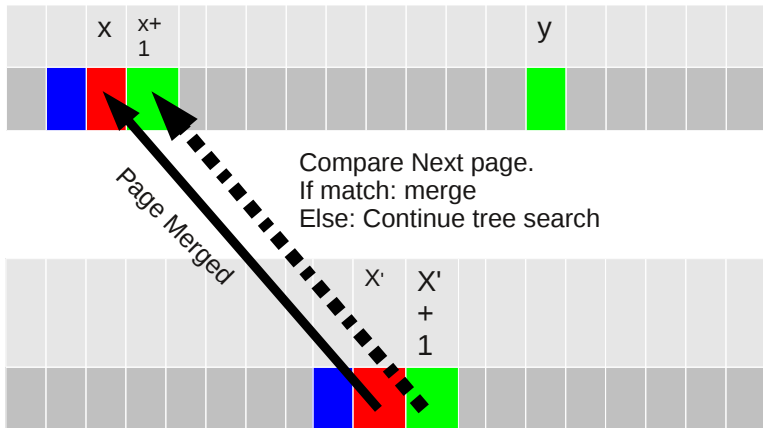 x
x+
1
y
Compare Next page.
If match: merge
Else: Continue tree search
Page Merged
X'
X'
+
1